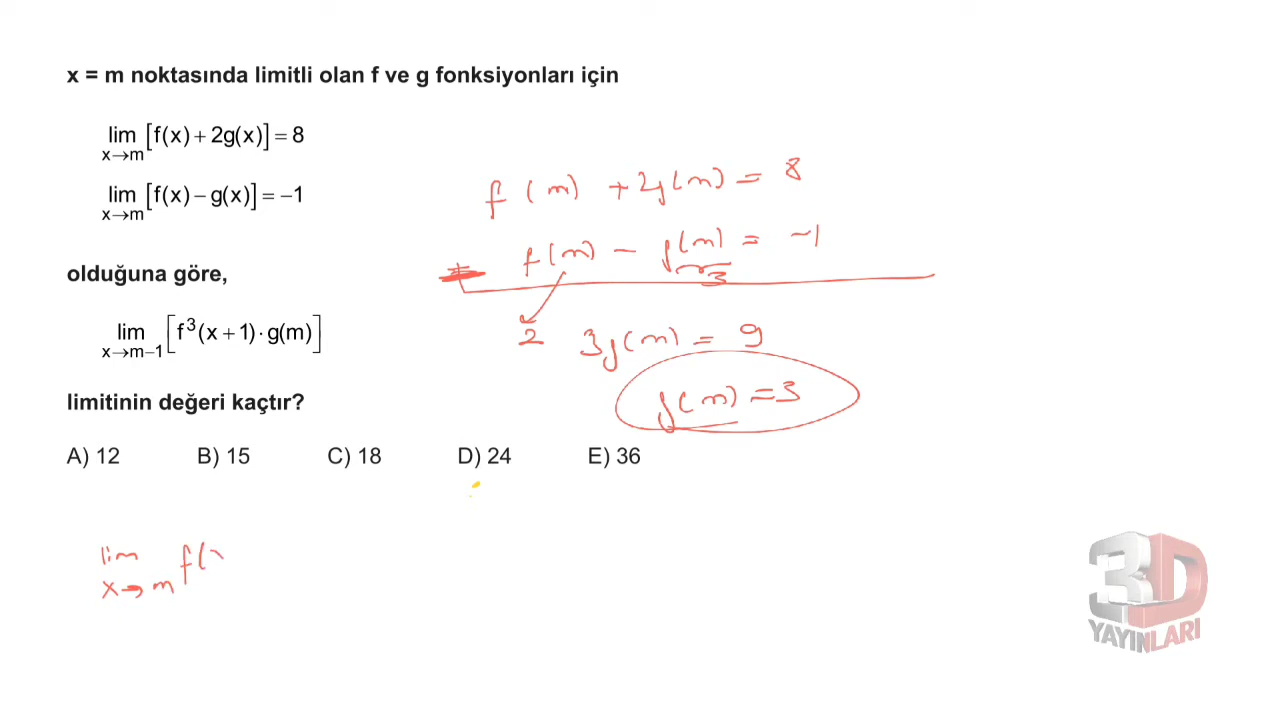 x = m noktasında limitli olan f ve g fonksiyonları için
lim [f(x) + 2g(x)] = 8
x→m
lim [f(x) − g(x)] = −1
x→m
olduğuna göre,
lim [f³(x + 1) · g(m)]
x→m−1
limitinin değeri kaçtır?
A) 12 B) 15 C) 18 D) 24 E) 36
f(m) + 2g(m) = 8
f(m) − g(m) = −1
3
2
3g(m) = 9
g(m) = 3
lim f(
x→m
3D
YAYINLARI